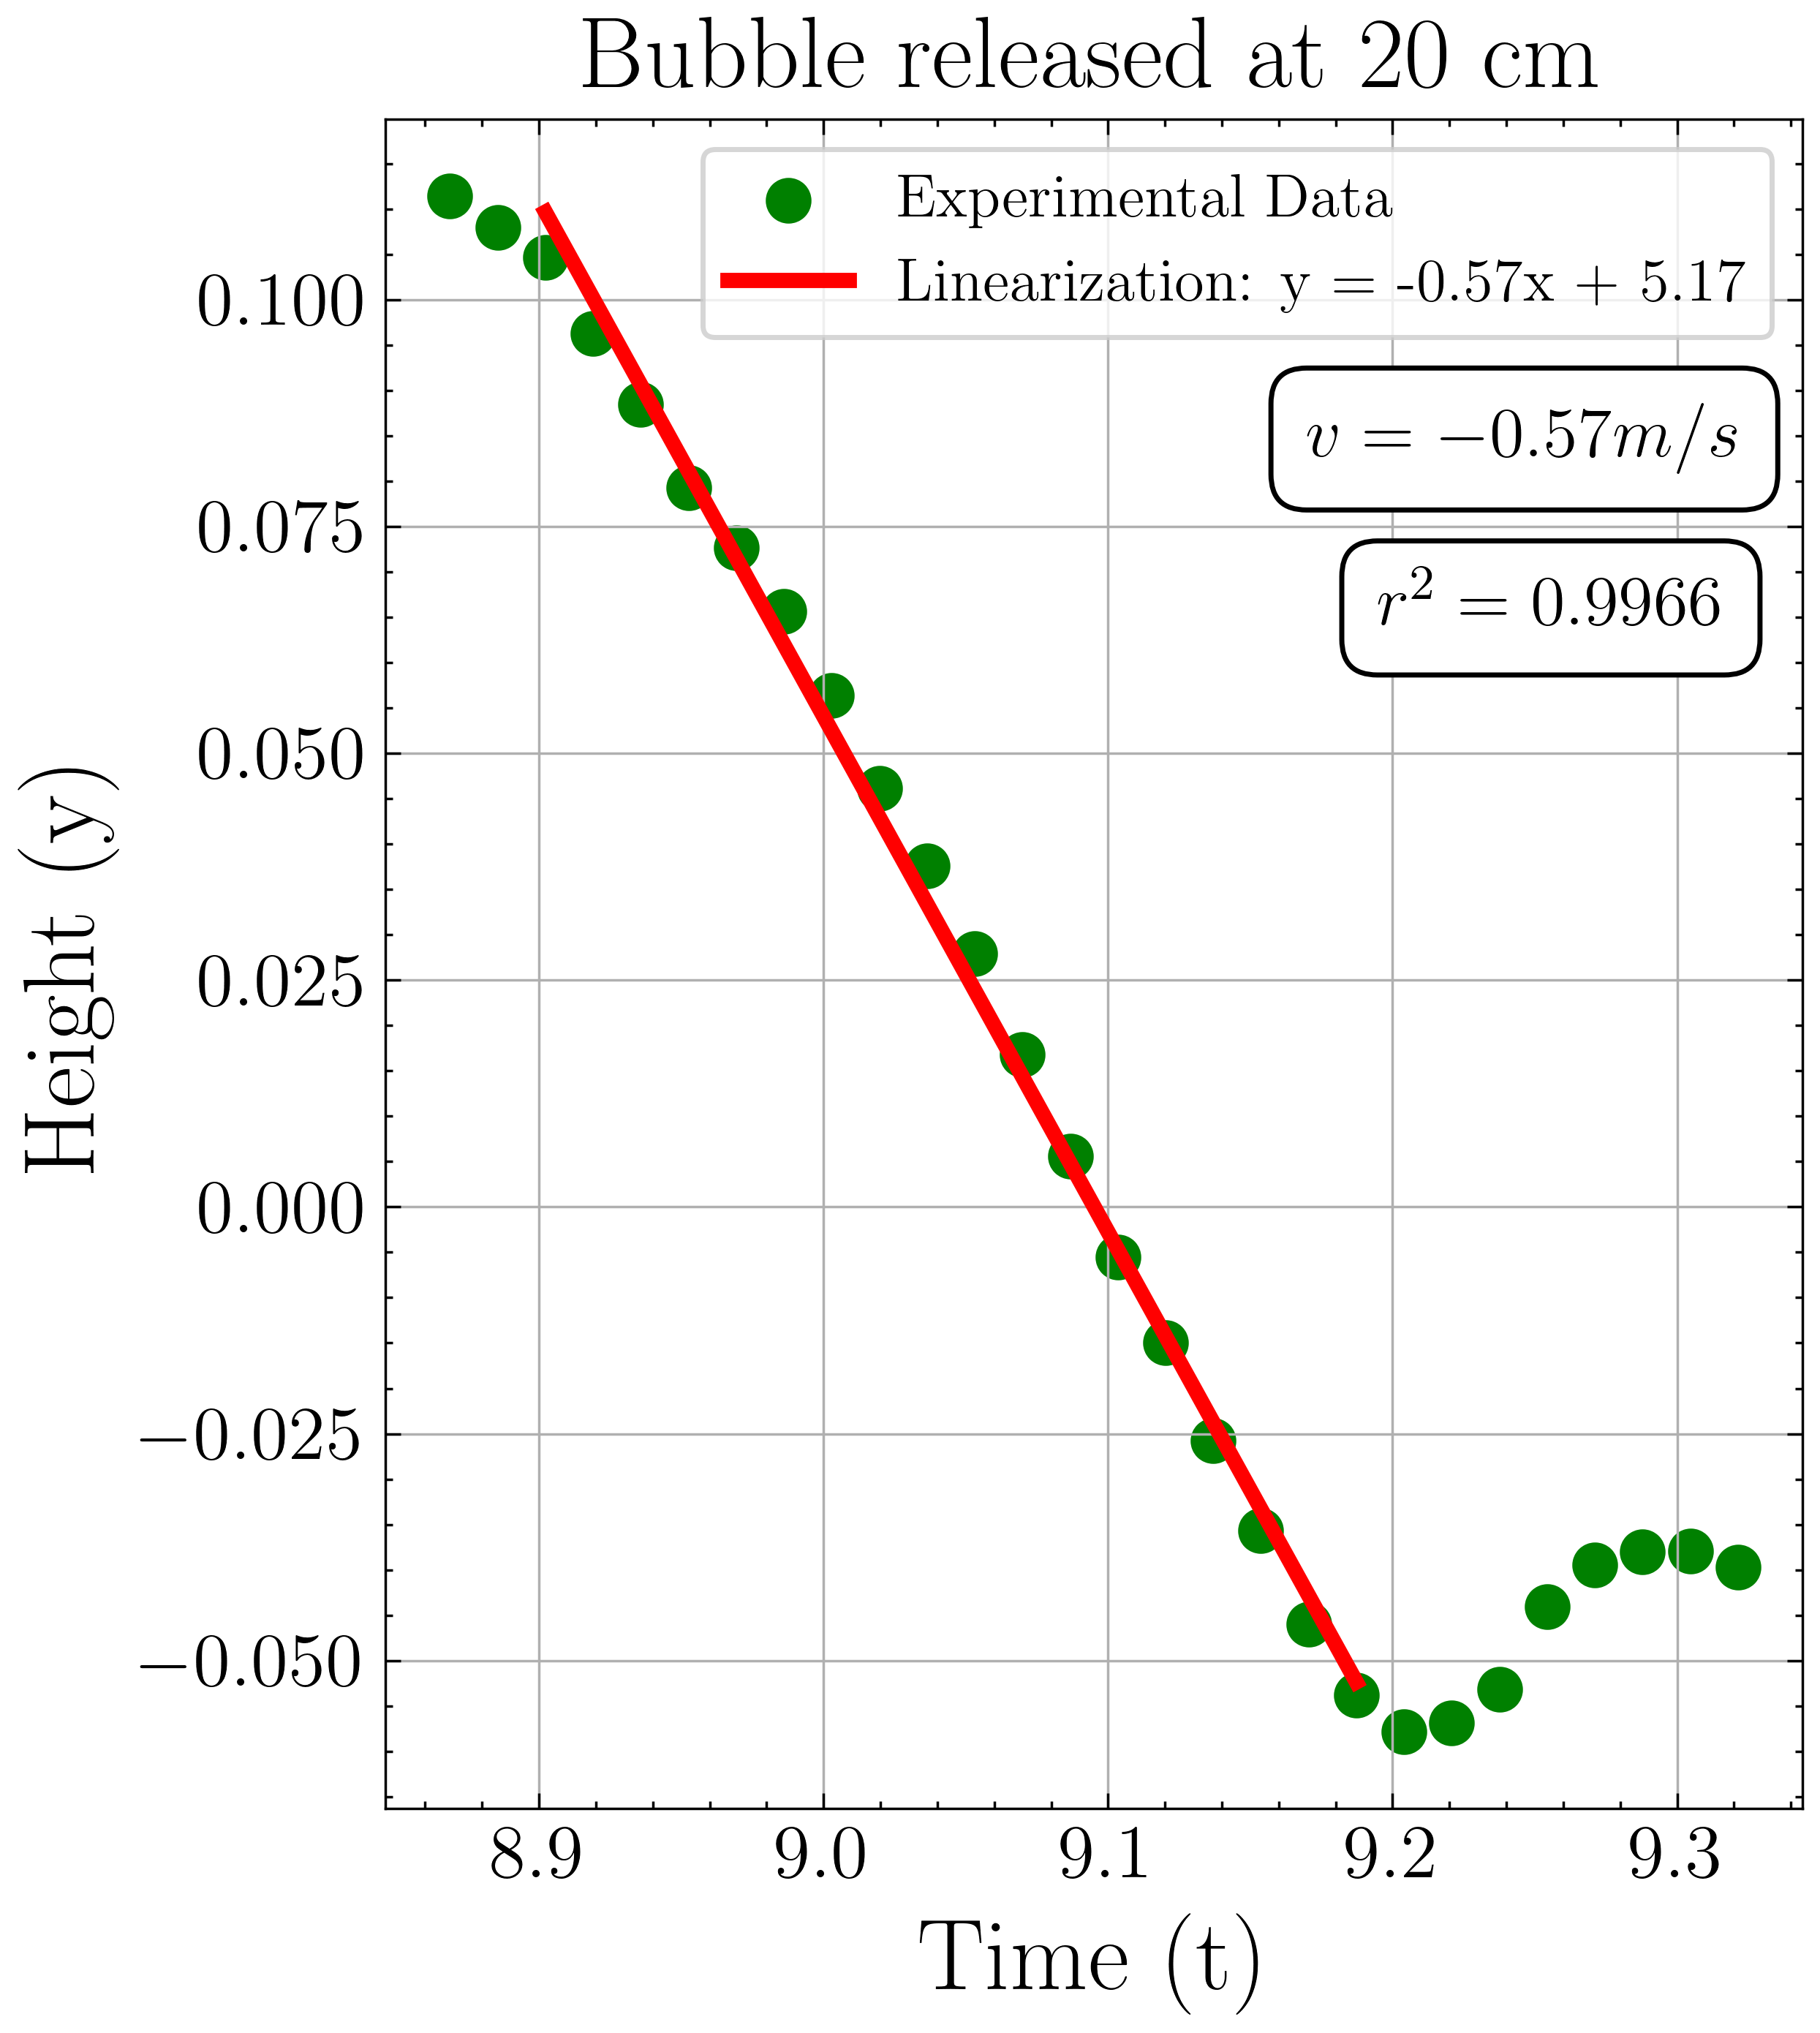 Bubble released at 20 cm
Experimental Data
Linearization: y = -0.57x + 5.17
v = −0.57m/s
r² = 0.9966
Height (y)
0.100
0.075
0.050
0.025
0.000
−0.025
−0.050
8.9 9.0 9.1 9.2 9.3
Time (t)